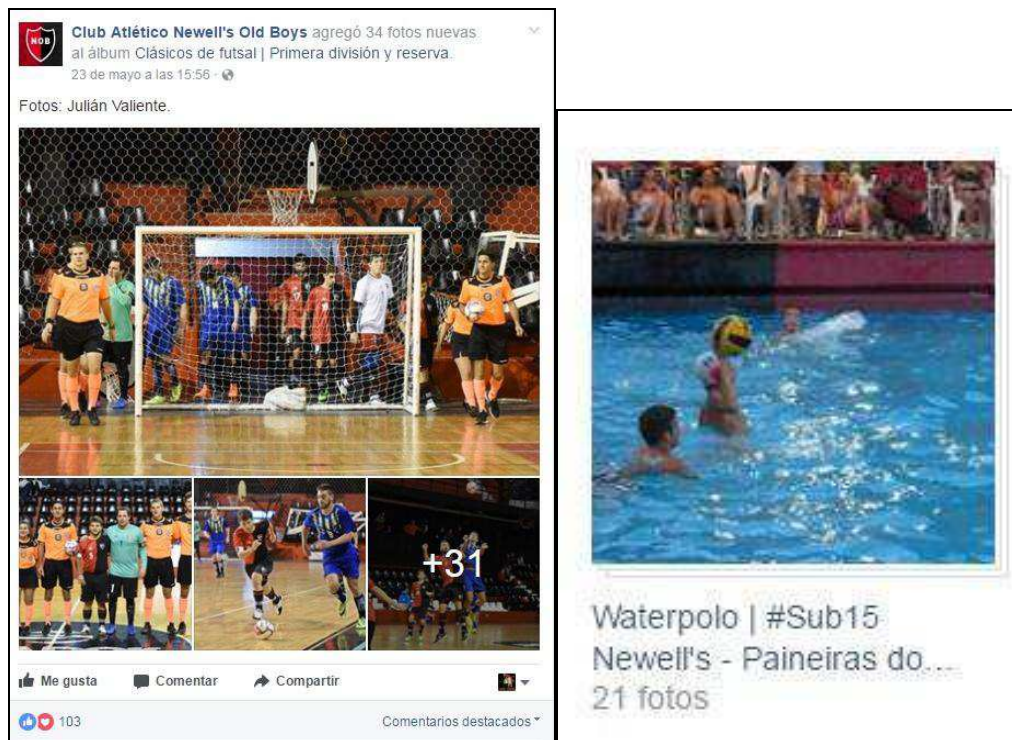 NOB
Club Atlético Newell's Old Boys agregó 34 fotos nuevas
al álbum Clásicos de futsal | Primera división y reserva.
23 de mayo a las 15:56 ·
Fotos: Julián Valiente.
+31
Me gusta Comentar Compartir
103 Comentarios destacados
Waterpolo | #Sub15
Newell's - Paineiras do...
21 fotos